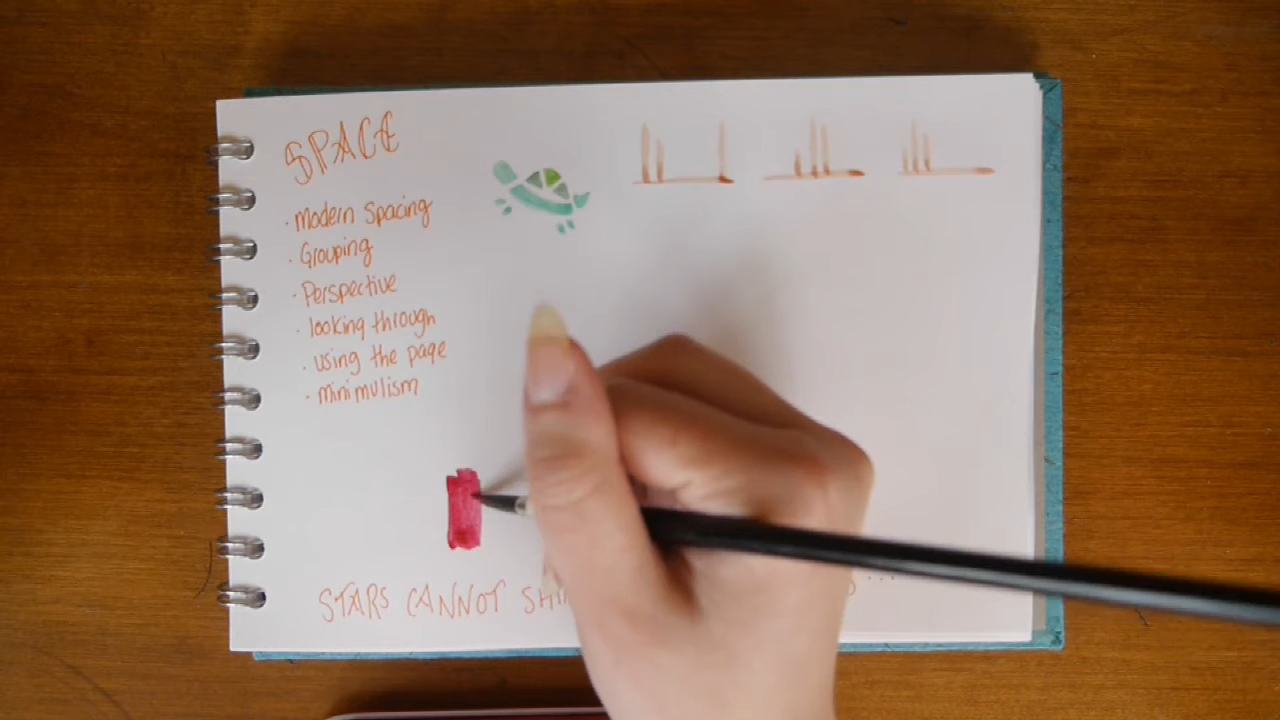 SPACE
· Modern Spacing
· Grouping
· Perspective
· looking through
· using the page
· minimulism
STARS CANNOT